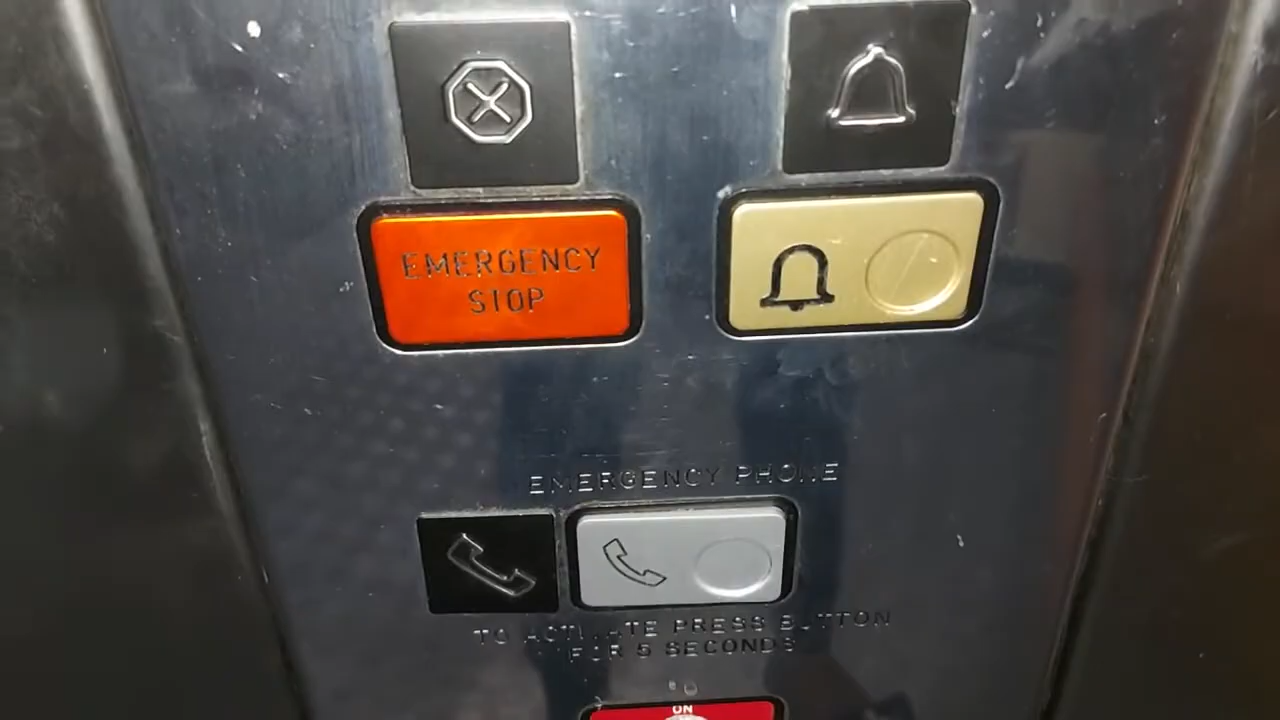 EMERGENCY
STOP
EMERGENCY PHONE
TO ACTIVATE PRESS BUTTON
FOR 5 SECONDS
ON